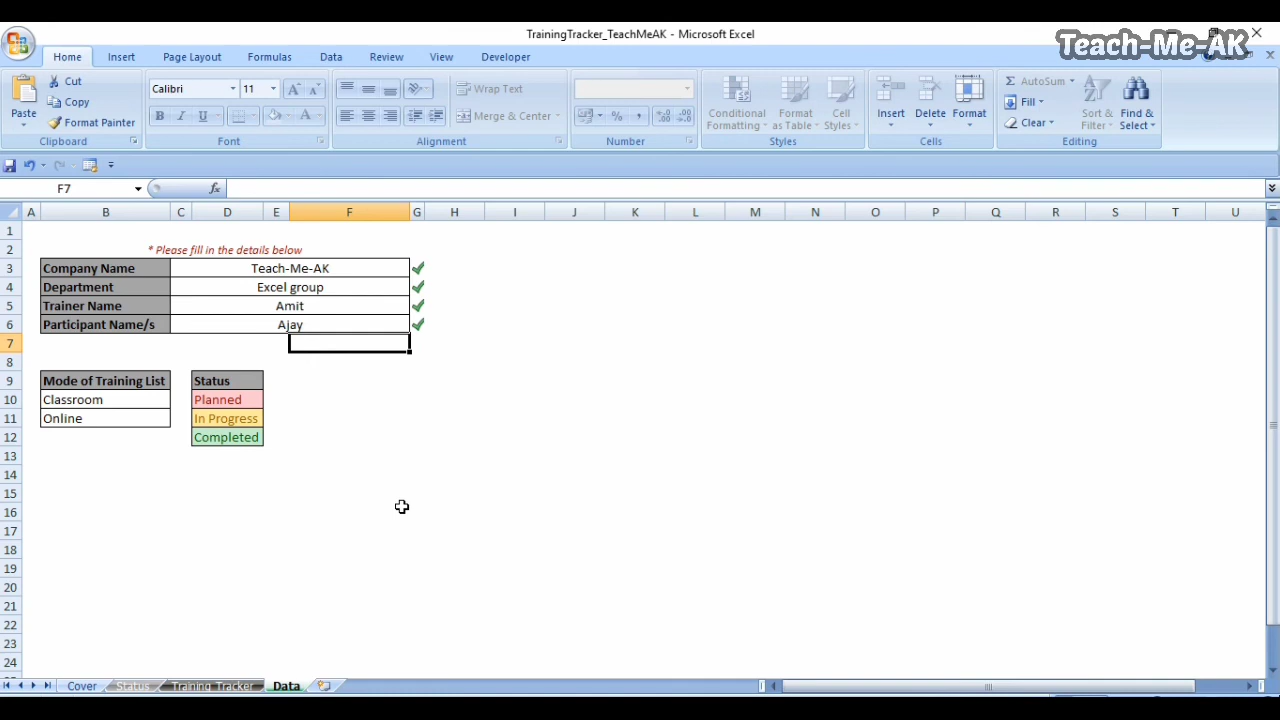 TrainingTracker_TeachMeAK - Microsoft Excel
Teach-Me-AK
Home Insert Page Layout Formulas Data Review View Developer
Paste
Cut
Copy
Format Painter
Clipboard
Calibri 11
B I U
Font
Wrap Text
Merge & Center
Alignment
% ,
Number
Conditional Formatting
Format as Table
Cell Styles
Styles
Insert Delete Format
Cells
Σ AutoSum
Fill
Clear
Sort & Filter
Find & Select
Editing
F7 fx
A B C D E F G H I J K L M N O P Q R S T U
1
2 * Please fill in the details below
3 Company Name Teach-Me-AK
4 Department Excel group
5 Trainer Name Amit
6 Participant Name/s Ajay
7
8
9 Mode of Training List Status
10 Classroom Planned
11 Online In Progress
12 Completed
13
14
15
16
17
18
19
20
21
22
23
24
Cover Status Training Tracker Data